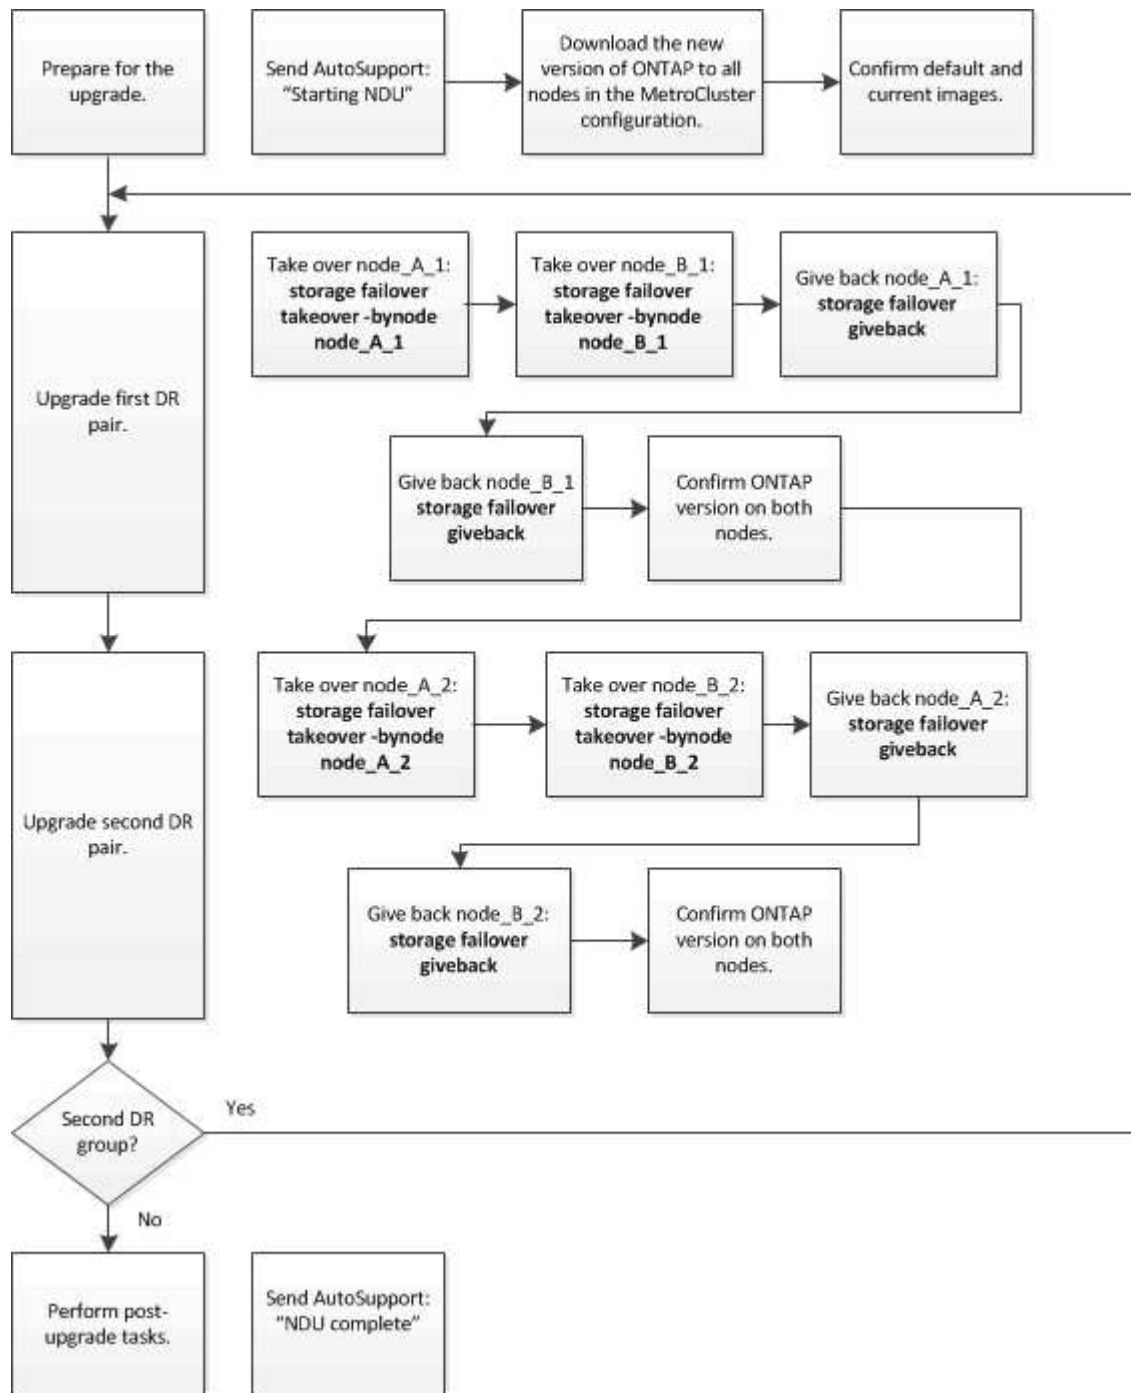 Prepare for the
upgrade.
Send AutoSupport:
“Starting NDU”
Download the new
version of ONTAP to all
nodes in the MetroCluster
configuration.
Confirm default and
current images.
Upgrade first DR
pair.
Take over node_A_1:
storage failover
takeover -bynode
node_A_1
Take over node_B_1:
storage failover
takeover -bynode
node_B_1
Give back node_A_1:
storage failover
giveback
Give back node_B_1
storage failover
giveback
Confirm ONTAP
version on both
nodes.
Upgrade second DR
pair.
Take over node_A_2:
storage failover
takeover -bynode
node_A_2
Take over node_B_2:
storage failover
takeover -bynode
node_B_2
Give back node_A_2:
storage failover
giveback
Give back node_B_2:
storage failover
giveback
Confirm ONTAP
version on both
nodes.
Second DR
group?
Yes
No
Perform post-
upgrade tasks.
Send AutoSupport:
“NDU complete”